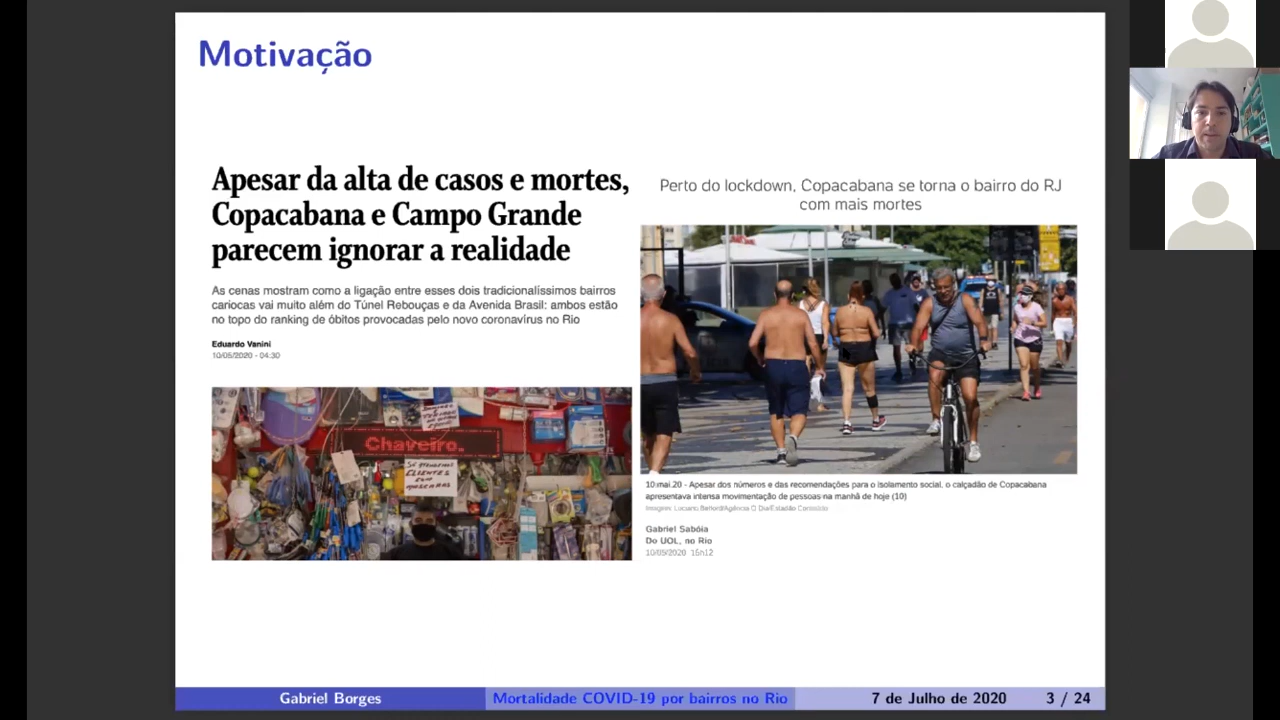 Motivação
Apesar da alta de casos e mortes,
Copacabana e Campo Grande
parecem ignorar a realidade
As cenas mostram como a ligação entre esses dois tradicionalíssimos bairros
cariocas vai muito além do Túnel Rebouças e da Avenida Brasil: ambos estão
no topo do ranking de óbitos provocadas pelo novo coronavírus no Rio
Eduardo Vanini
10/05/2020 - 04:30
Chaveiro.
SÓ ATENDEMOS
CLIENTES
COM
MÁSCARAS
Perto do lockdown, Copacabana se torna o bairro do RJ
com mais mortes
10.mai.20 - Apesar dos números e das recomendações para o isolamento social, o calçadão de Copacabana
apresentava intensa movimentação de pessoas na manhã de hoje (10)
Gabriel Sabóia
Do UOL, no Rio
10/05/2020 15h12
Gabriel Borges
Mortalidade COVID-19 por bairros no Rio
7 de Julho de 2020
3 / 24